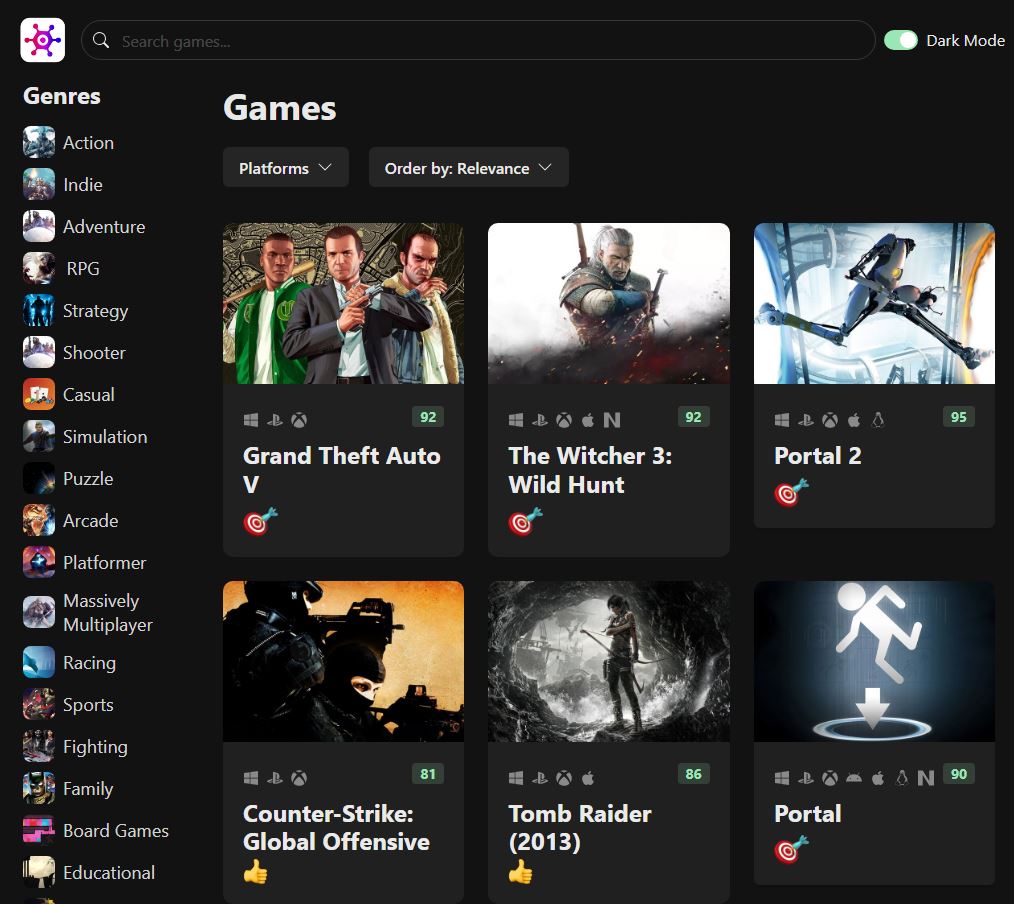 Search games...
Dark Mode
Genres
Action
Indie
Adventure
RPG
Strategy
Shooter
Casual
Simulation
Puzzle
Arcade
Platformer
Massively
Multiplayer
Racing
Sports
Fighting
Family
Board Games
Educational
Games
Platforms
Order by: Relevance
92
Grand Theft Auto
V
92
The Witcher 3:
Wild Hunt
95
Portal 2
81
Counter-Strike:
Global Offensive
86
Tomb Raider
(2013)
90
Portal